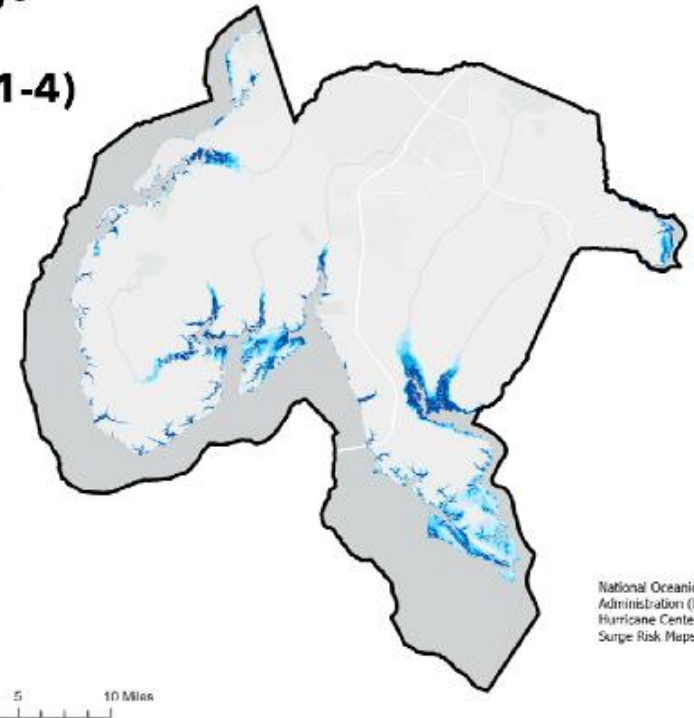 1-4)
5 10 Miles
National Oceanic
Administration (
Hurricane Cente
Surge Risk Maps